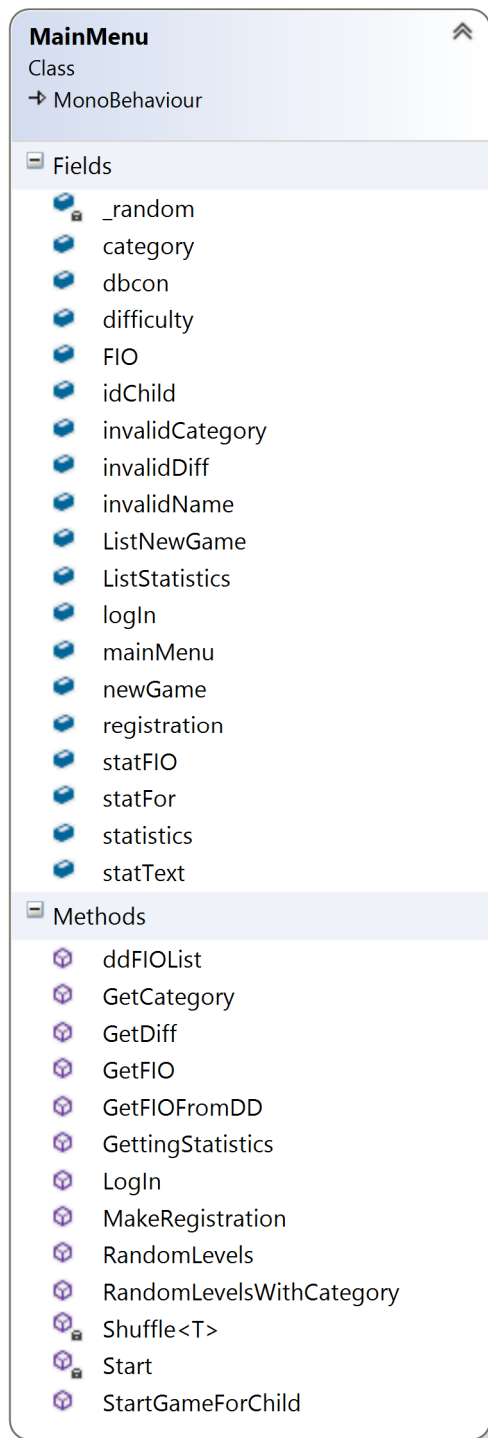 MainMenu
Class
MonoBehaviour
Fields
_random
category
dbcon
difficulty
FIO
idChild
invalidCategory
invalidDiff
invalidName
ListNewGame
ListStatistics
logIn
mainMenu
newGame
registration
statFIO
statFor
statistics
statText
Methods
ddFIOList
GetCategory
GetDiff
GetFIO
GetFIOFromDD
GettingStatistics
LogIn
MakeRegistration
RandomLevels
RandomLevelsWithCategory
Shuffle<T>
Start
StartGameForChild